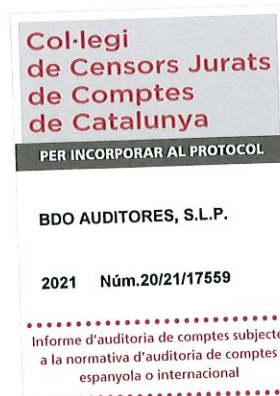 Col·legi
de Censors Jurats
de Comptes
de Catalunya
PER INCORPORAR AL PROTOCOL
BDO AUDITORES, S.L.P.
2021 Núm.20/21/17559
Informe d'auditoria de comptes subjecte
a la normativa d'auditoria de comptes
espanyola o internacional